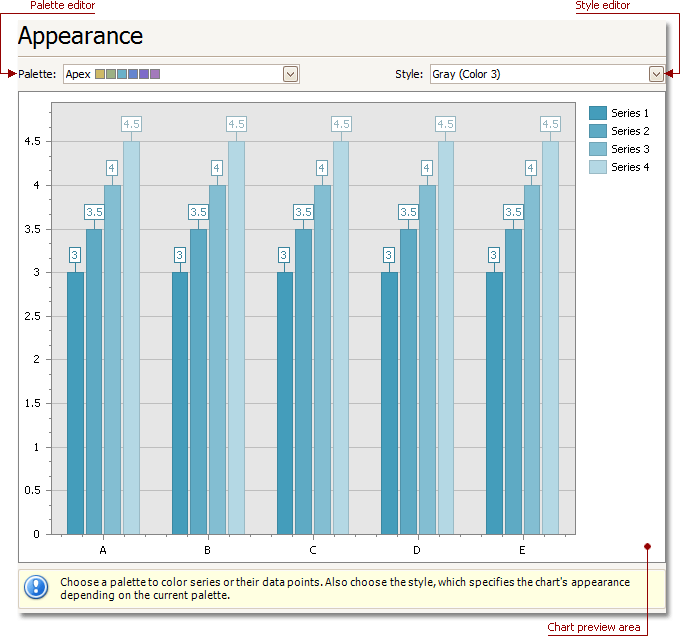 Palette editor
Style editor
Appearance
Palette: Apex
Style: Gray (Color 3)
4.5 4.5 4.5 4.5 4.5
4 4 4 4 4
3.5 3.5 3.5 3.5 3.5
3 3 3 3 3
4.5
4
3.5
3
2.5
2
1.5
1
0.5
0
A B C D E
Series 1
Series 2
Series 3
Series 4
Choose a palette to color series or their data points. Also choose the style, which specifies the chart's appearance
depending on the current palette.
Chart preview area